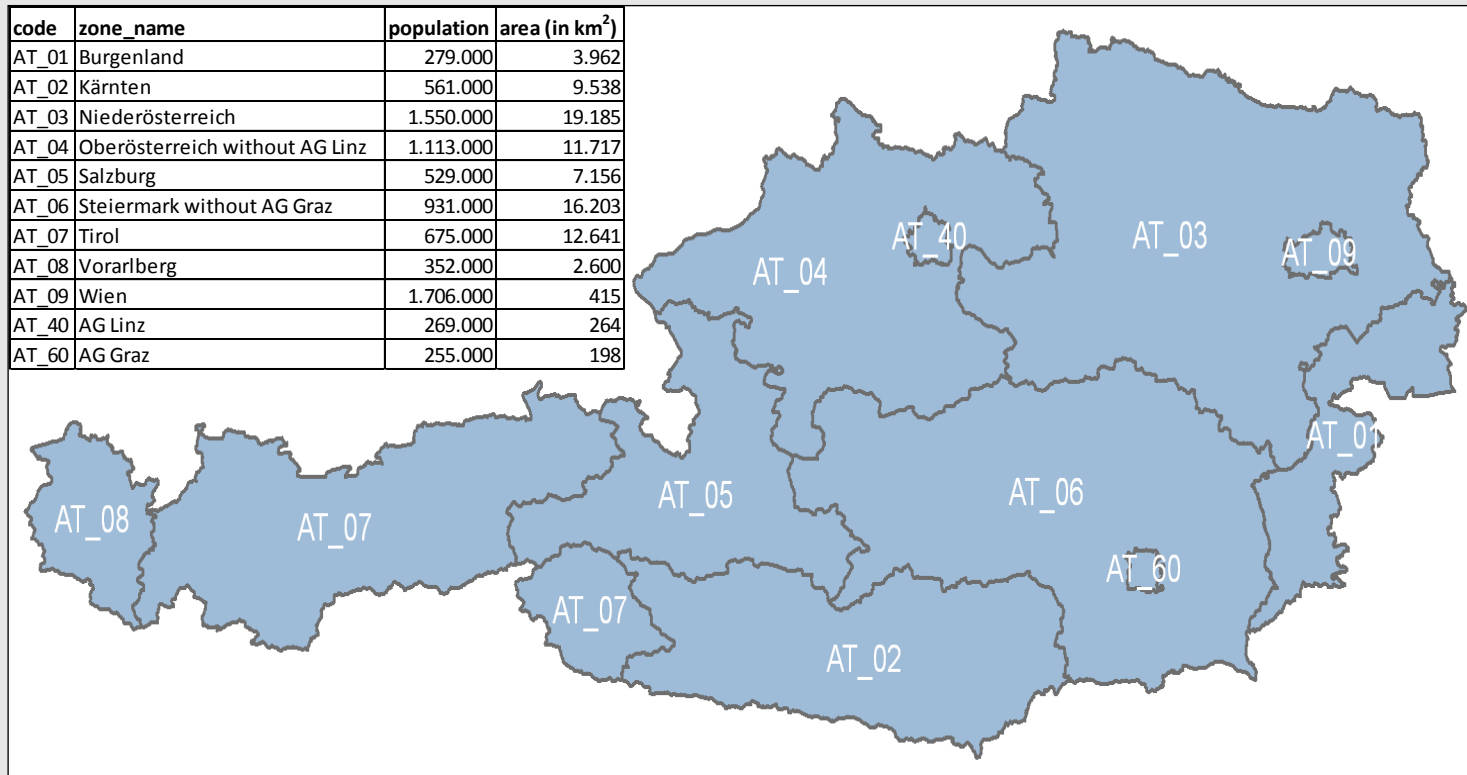 code zone_name population area (in km²)
AT_01 Burgenland 279.000 3.962
AT_02 Kärnten 561.000 9.538
AT_03 Niederösterreich 1.550.000 19.185
AT_04 Oberösterreich without AG Linz 1.113.000 11.717
AT_05 Salzburg 529.000 7.156
AT_06 Steiermark without AG Graz 931.000 16.203
AT_07 Tirol 675.000 12.641
AT_08 Vorarlberg 352.000 2.600
AT_09 Wien 1.706.000 415
AT_40 AG Linz 269.000 264
AT_60 AG Graz 255.000 198
AT_40
AT_03
AT_09
AT_04
AT_01
AT_05
AT_06
AT_08
AT_07
AT_60
AT_07
AT_02